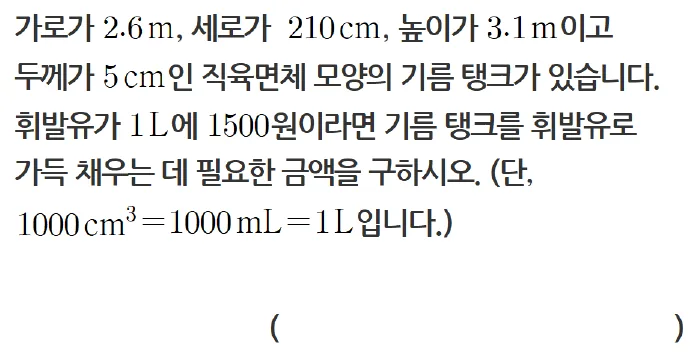 가로가 2.6 m, 세로가 210 cm, 높이가 3.1 m이고
두께가 5 cm인 직육면체 모양의 기름 탱크가 있습니다.
휘발유가 1 L에 1500원이라면 기름 탱크를 휘발유로
가득 채우는 데 필요한 금액을 구하시오. (단,
1000 cm³ = 1000 mL = 1 L입니다.)
( )